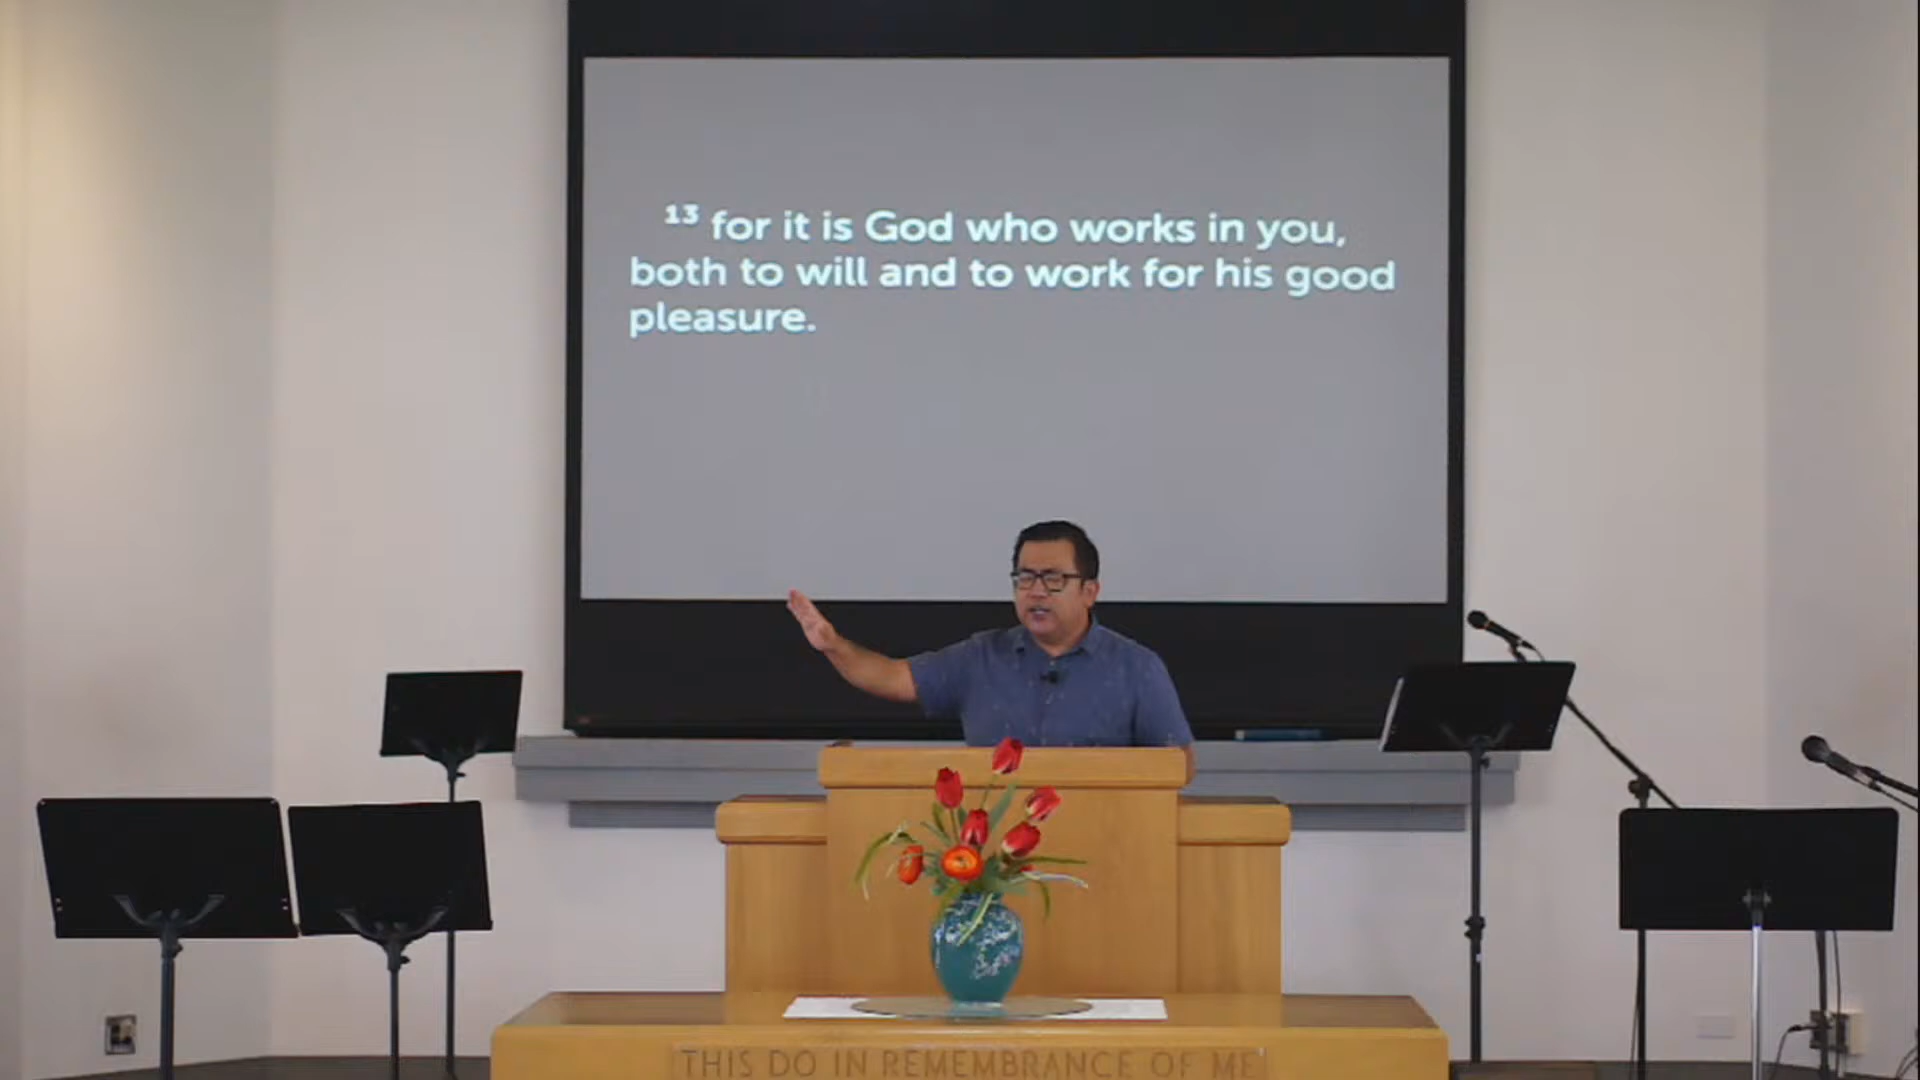 13 for it is God who works in you,
both to will and to work for his good
pleasure.
THIS DO IN REMEMBRANCE OF ME